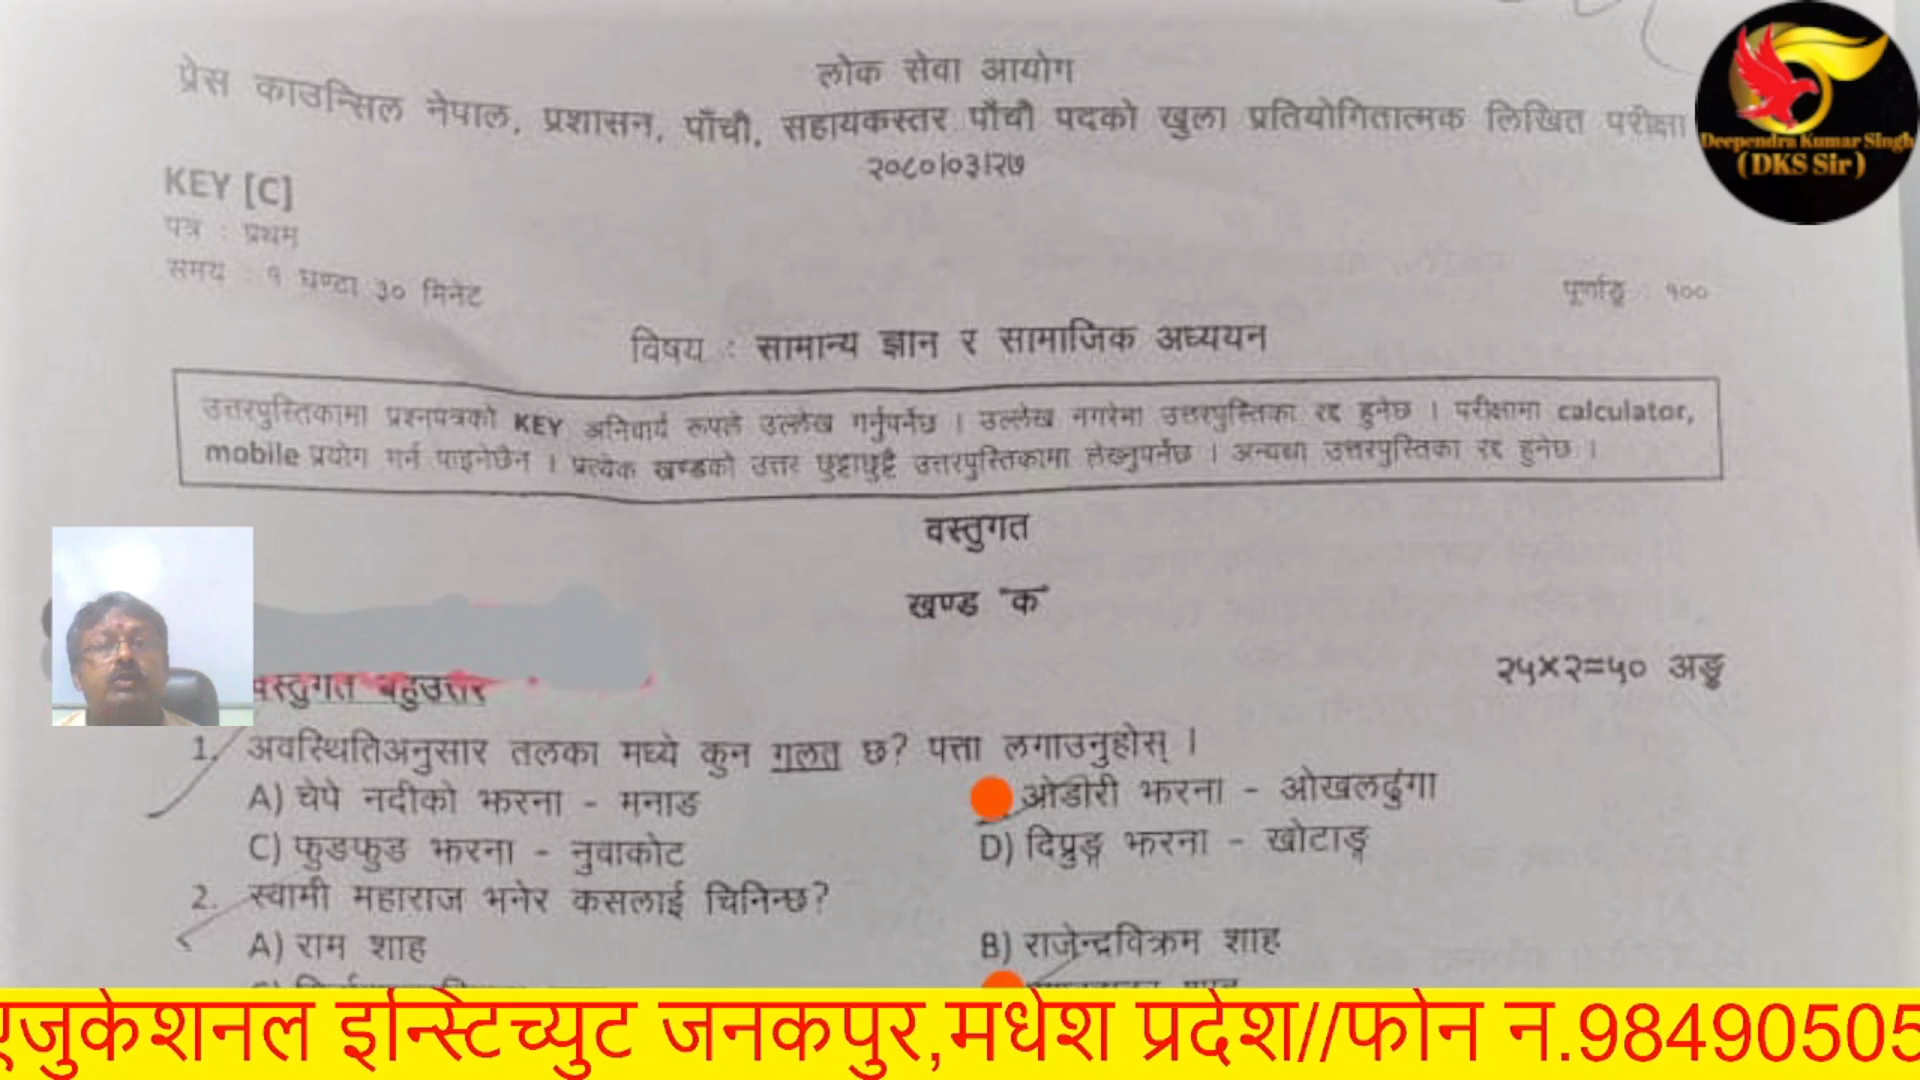 लोक सेवा आयोग
प्रेस काउन्सिल नेपाल, प्रशासन, पाँचौ, सहायकस्तर पाँचौ पदको खुला प्रतियोगितात्मक लिखित परीक्षा
२०८०।०३।२७
Deependra Kumar Singh
(DKS Sir)
KEY [C]
पत्र : प्रथम
समय : १ घण्टा ३० मिनेट
पूर्णाङ्क : १००
विषय : सामान्य ज्ञान र सामाजिक अध्ययन
उत्तरपुस्तिकामा प्रश्नपत्रको KEY अनिवार्य रूपले उल्लेख गर्नुपर्नेछ । उल्लेख नगरेमा उत्तरपुस्तिका रद्द हुनेछ । परीक्षामा calculator,
mobile प्रयोग गर्न पाइनेछैन । प्रत्येक खण्डको उत्तर छुट्टाछुट्टै उत्तरपुस्तिकामा लेख्नुपर्नेछ । अन्यथा उत्तरपुस्तिका रद्द हुनेछ ।
वस्तुगत
खण्ड "क"
२५×२=५० अङ्क
वस्तुगत बहुउत्तर
1. अवस्थितिअनुसार तलका मध्ये कुन गलत छ? पत्ता लगाउनुहोस् ।
A) चेपे नदीको झरना - मनाङ
ओडारी झरना - ओखलढुंगा
C) फुडफुड झरना - नुवाकोट
D) दिप्रुङ्ग झरना - खोटाङ्ग
2. स्वामी महाराज भनेर कसलाई चिनिन्छ?
A) राम शाह
B) राजेन्द्रविक्रम शाह
एजुकेशनल इन्स्टिच्युट जनकपुर,मधेश प्रदेश//फोन न.98490505